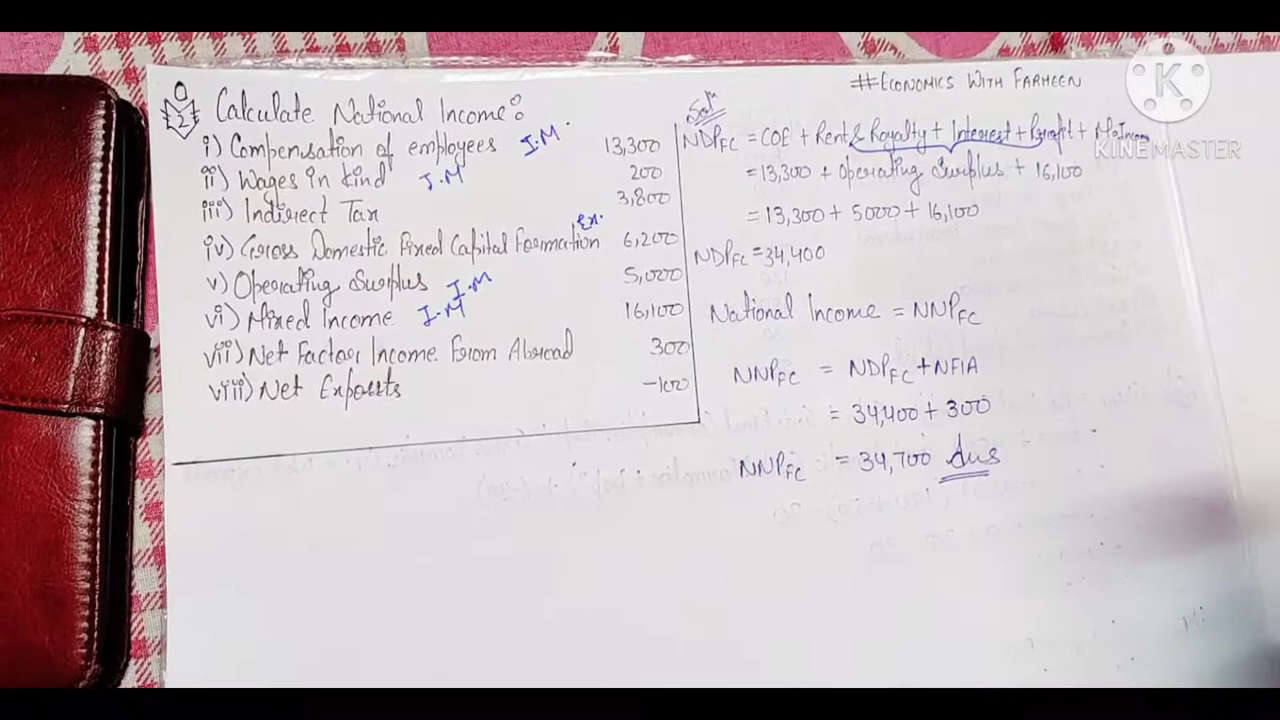 #ECONOMICS WITH FARHEEN
K
KINEMASTER
Q2 Calculate National Income:
i) Compensation of employees I.M. 13,300
ii) Wages in kind I.M 200
iii) Indirect Tax 3,800
iv) Gross Domestic Fixed Capital Formation Ex. 6,200
v) Operating Surplus I.M 5,000
vi) Mixed Income I.M 16,100
vii) Net Factor Income From Abroad 300
viii) Net Exports -100
Solⁿ
NDPFC = COE + Rent & Royalty + Interest + Profit + M.Income
= 13,300 + Operating Surplus + 16,100
= 13,300 + 5000 + 16,100
NDPFC = 34,400
National Income = NNPFC
NNPFC = NDPFC + NFIA
= 34,400 + 300
NNPFC = 34,700 Ans